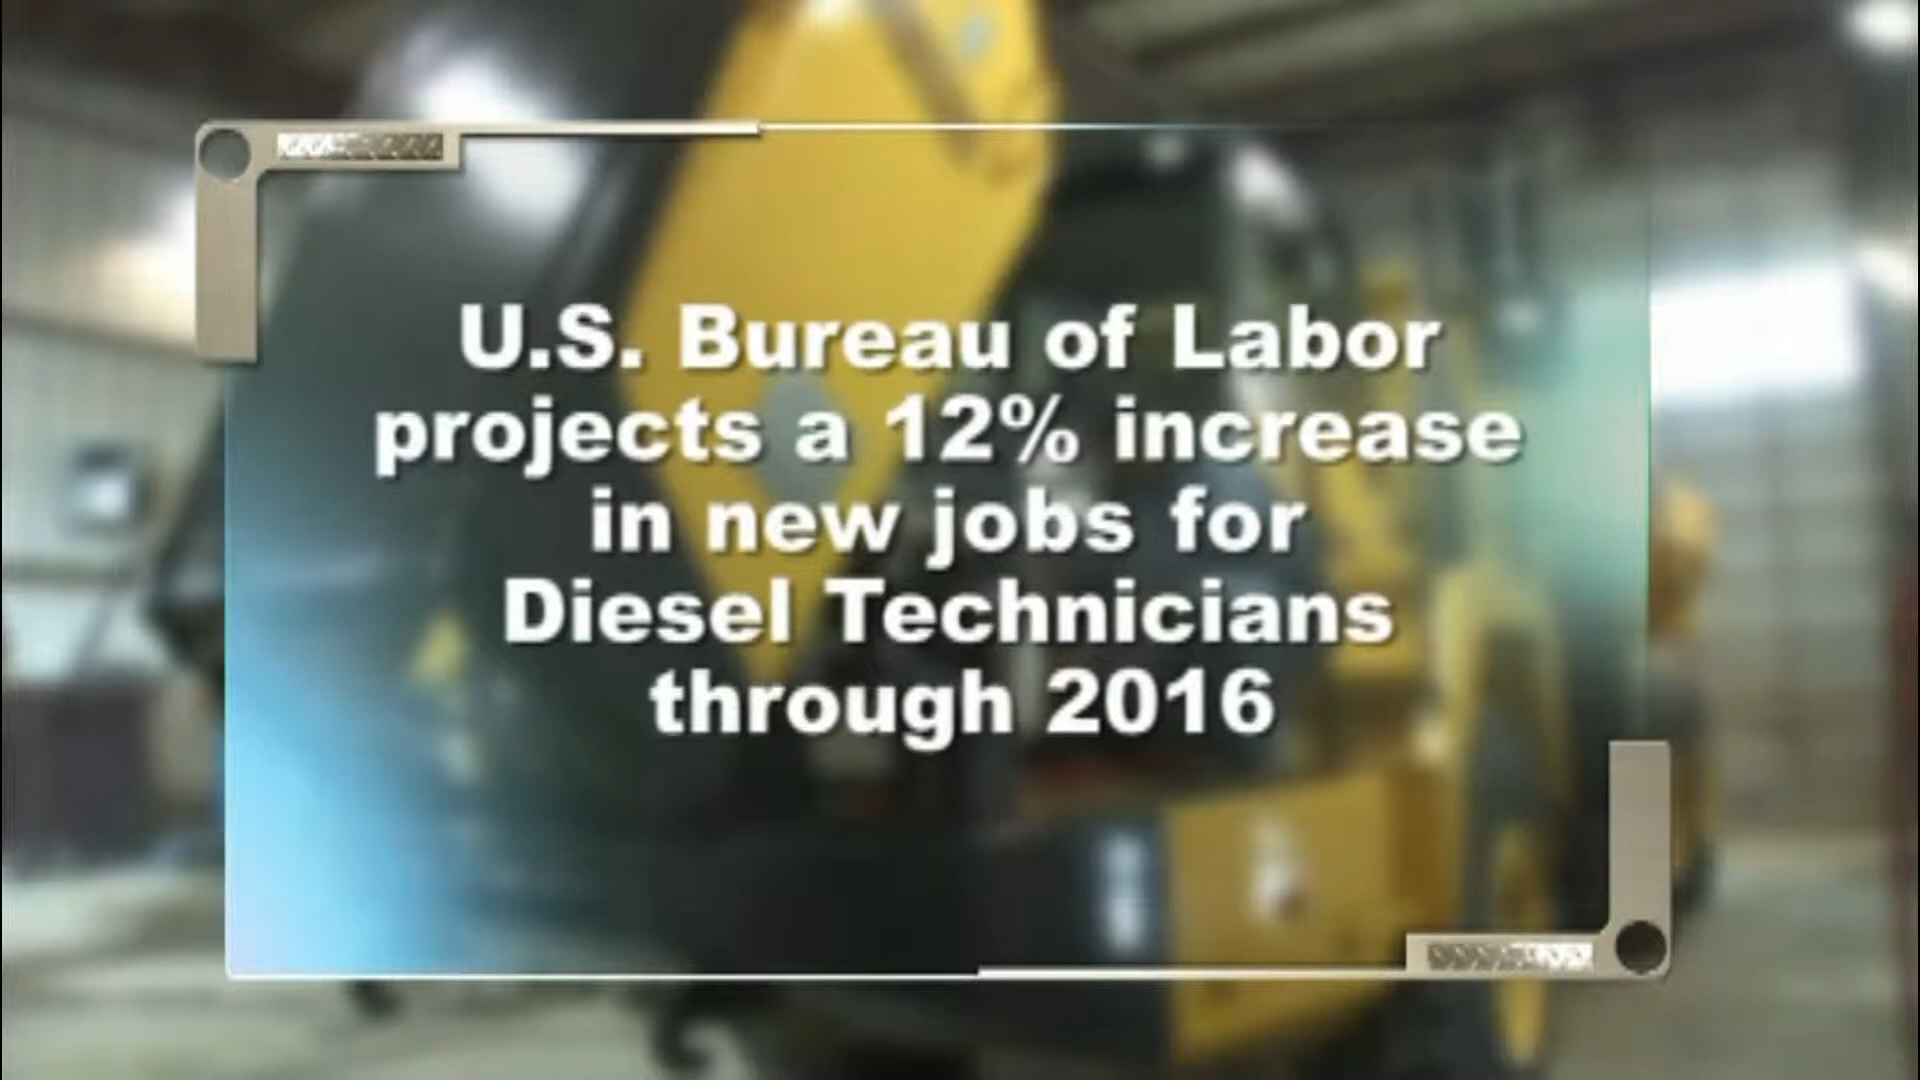 U.S. Bureau of Labor
projects a 12% increase
in new jobs for
Diesel Technicians
through 2016